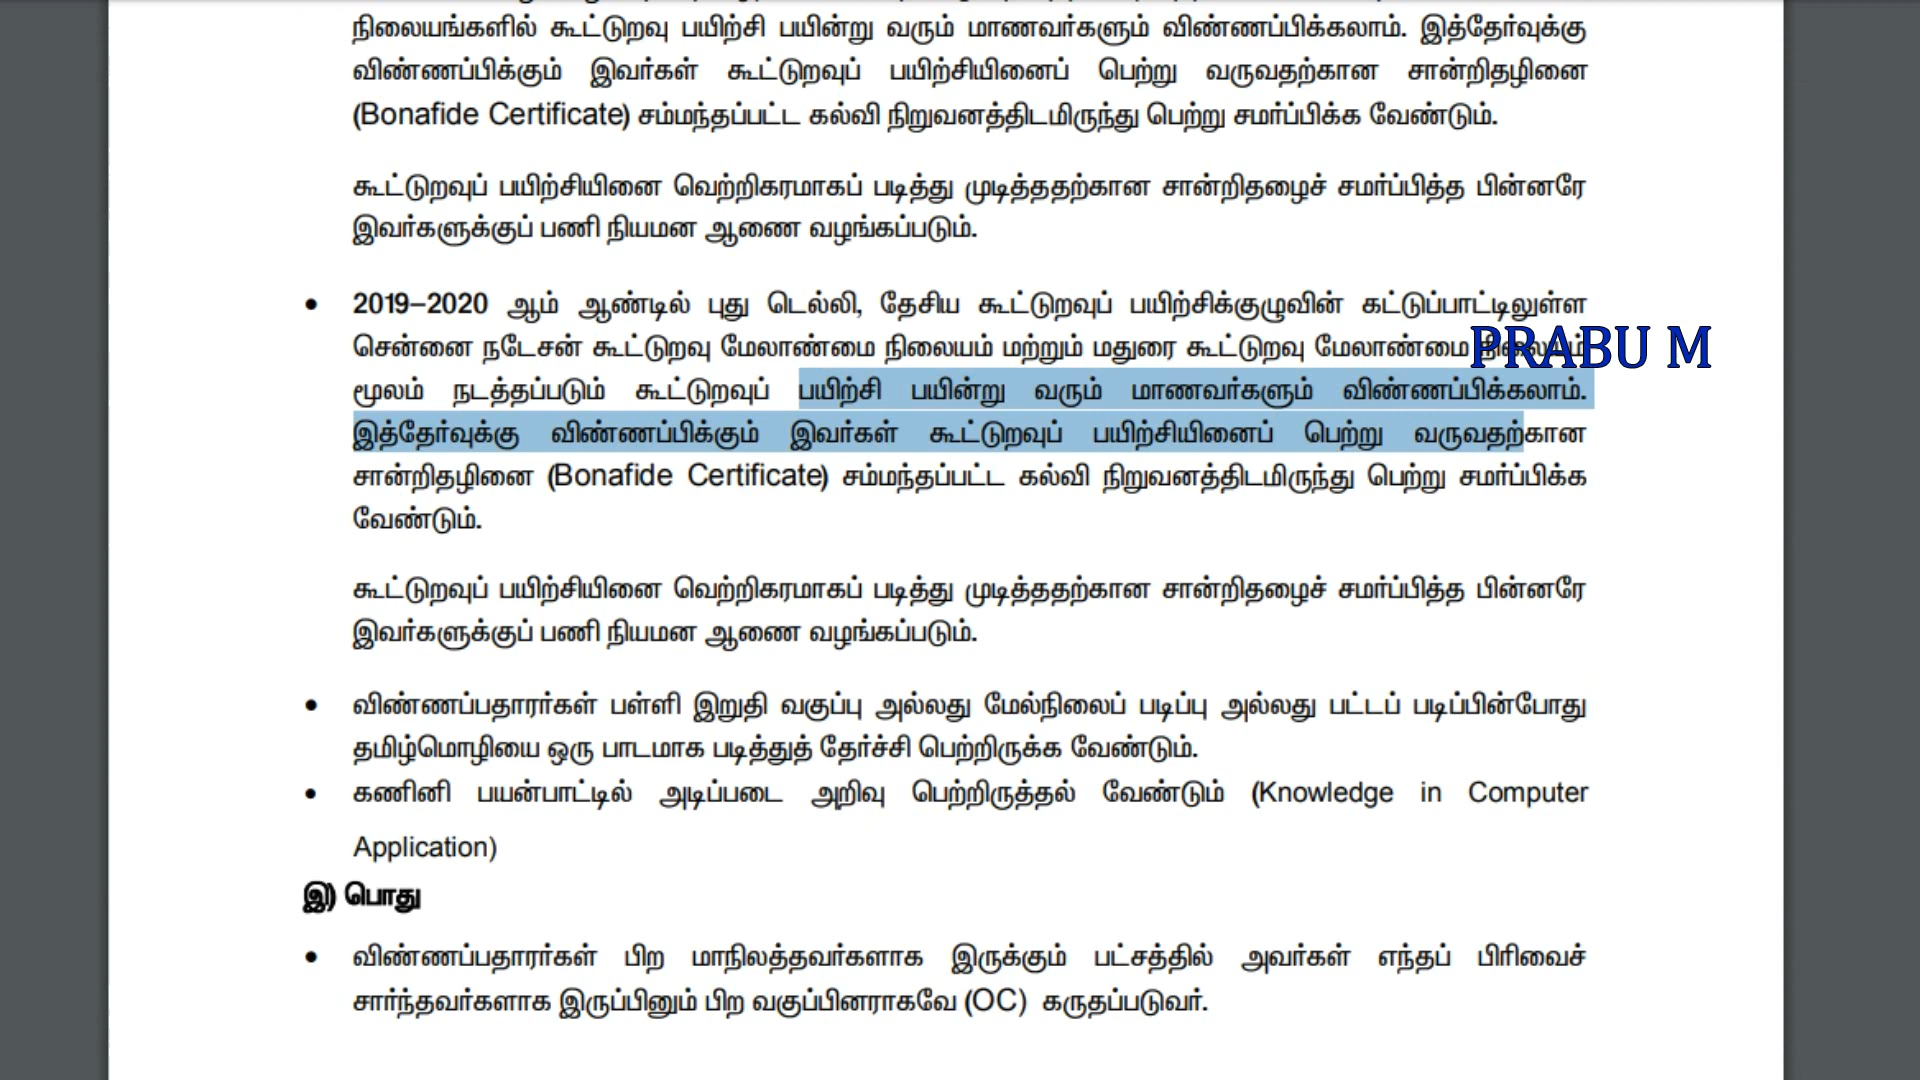 நிலையங்களில் கூட்டுறவு பயிற்சி பயின்று வரும் மாணவர்களும் விண்ணப்பிக்கலாம். இத்தேர்வுக்கு
விண்ணப்பிக்கும் இவர்கள் கூட்டுறவுப் பயிற்சியினைப் பெற்று வருவதற்கான சான்றிதழினை
(Bonafide Certificate) சம்மந்தப்பட்ட கல்வி நிறுவனத்திடமிருந்து பெற்று சமர்ப்பிக்க வேண்டும்.
கூட்டுறவுப் பயிற்சியினை வெற்றிகரமாகப் படித்து முடித்ததற்கான சான்றிதழைச் சமர்ப்பித்த பின்னரே
இவர்களுக்குப் பணி நியமன ஆணை வழங்கப்படும்.
• 2019–2020 ஆம் ஆண்டில் புது டெல்லி, தேசிய கூட்டுறவுப் பயிற்சிக்குழுவின் கட்டுப்பாட்டிலுள்ள
சென்னை நடேசன் கூட்டுறவு மேலாண்மை நிலையம் மற்றும் மதுரை கூட்டுறவு மேலாண்மை நிலையம்
PRABU M
மூலம் நடத்தப்படும் கூட்டுறவுப் பயிற்சி பயின்று வரும் மாணவர்களும் விண்ணப்பிக்கலாம்.
இத்தேர்வுக்கு விண்ணப்பிக்கும் இவர்கள் கூட்டுறவுப் பயிற்சியினைப் பெற்று வருவதற்கான
சான்றிதழினை (Bonafide Certificate) சம்மந்தப்பட்ட கல்வி நிறுவனத்திடமிருந்து பெற்று சமர்ப்பிக்க
வேண்டும்.
கூட்டுறவுப் பயிற்சியினை வெற்றிகரமாகப் படித்து முடித்ததற்கான சான்றிதழைச் சமர்ப்பித்த பின்னரே
இவர்களுக்குப் பணி நியமன ஆணை வழங்கப்படும்.
• விண்ணப்பதாரர்கள் பள்ளி இறுதி வகுப்பு அல்லது மேல்நிலைப் படிப்பு அல்லது பட்டப் படிப்பின்போது
தமிழ்மொழியை ஒரு பாடமாக படித்துத் தேர்ச்சி பெற்றிருக்க வேண்டும்.
• கணினி பயன்பாட்டில் அடிப்படை அறிவு பெற்றிருத்தல் வேண்டும் (Knowledge in Computer
Application)
இ) பொது
• விண்ணப்பதாரர்கள் பிற மாநிலத்தவர்களாக இருக்கும் பட்சத்தில் அவர்கள் எந்தப் பிரிவைச்
சார்ந்தவர்களாக இருப்பினும் பிற வகுப்பினராகவே (OC) கருதப்படுவர்.